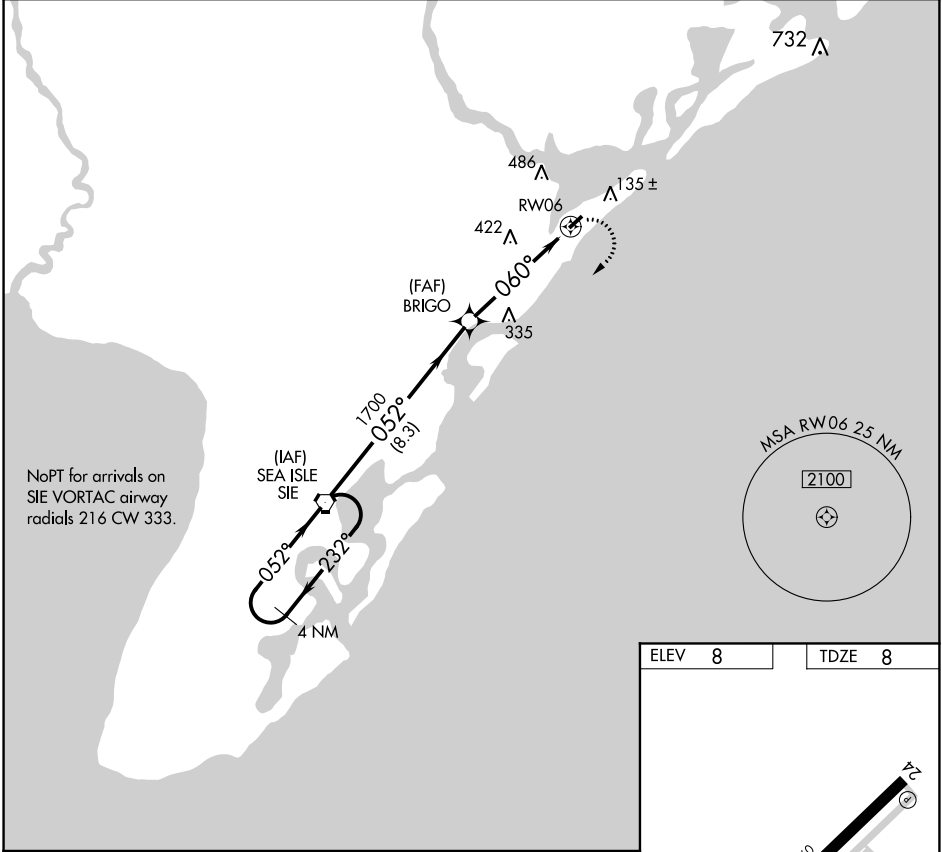 732
486
135 ±
RW06
422
060°
(FAF)
BRIGO
335
1700
052°
(8.3)
MSA RW06 25 NM
2100
(IAF)
SEA ISLE
SIE
NoPT for arrivals on
SIE VORTAC airway
radials 216 CW 333.
052°
232°
4 NM
ELEV 8
TDZE 8
24
P